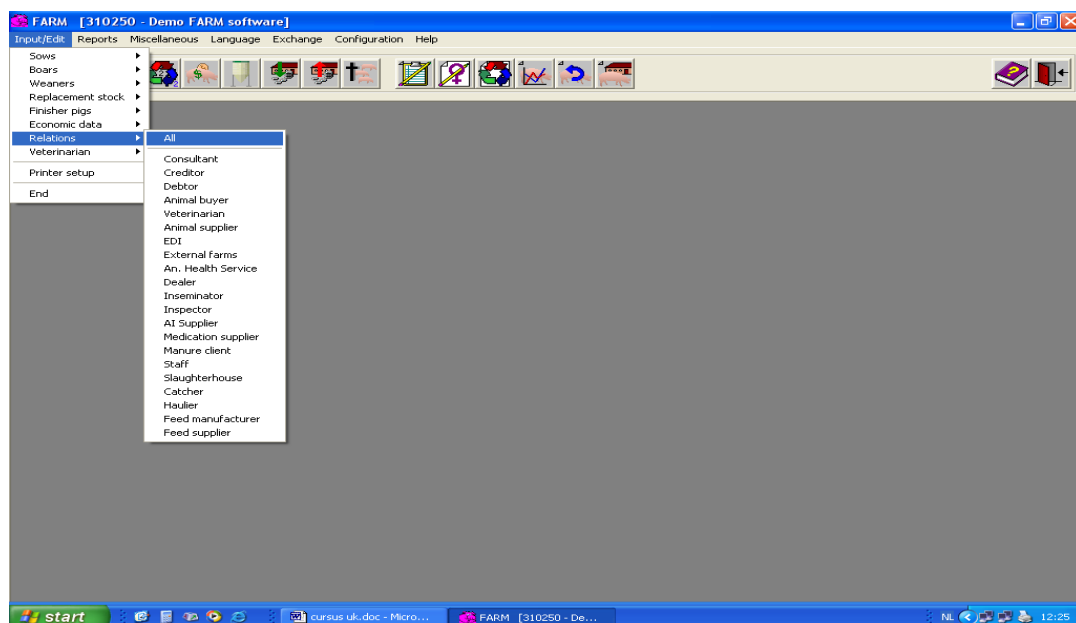 FARM [310250 - Demo FARM software]
Input/Edit Reports Miscellaneous Language Exchange Configuration Help
Sows
Boars
Weaners
Replacement stock
Finisher pigs
Economic data
Relations
Veterinarian
Printer setup
End
All
Consultant
Creditor
Debtor
Animal buyer
Veterinarian
Animal supplier
EDI
External farms
An. Health Service
Dealer
Inseminator
Inspector
AI Supplier
Medication supplier
Manure client
Staff
Slaughterhouse
Catcher
Haulier
Feed manufacturer
Feed supplier
start cursus uk.doc - Micro... FARM [310250 - De... NL 12:25